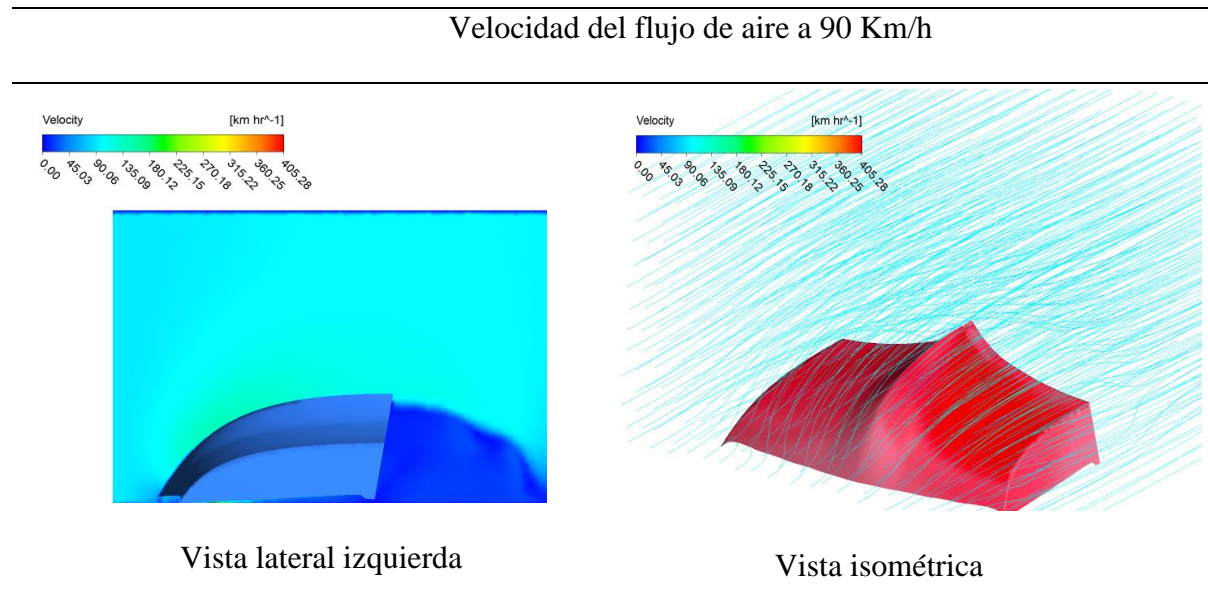 Velocidad del flujo de aire a 90 Km/h
Velocity [km hr^-1]
0.00 45.03 90.06 135.09 180.12 225.15 270.18 315.22 360.25 405.28
Vista lateral izquierda
Velocity [km hr^-1]
0.00 45.03 90.06 135.09 180.12 225.15 270.18 315.22 360.25 405.28
Vista isométrica